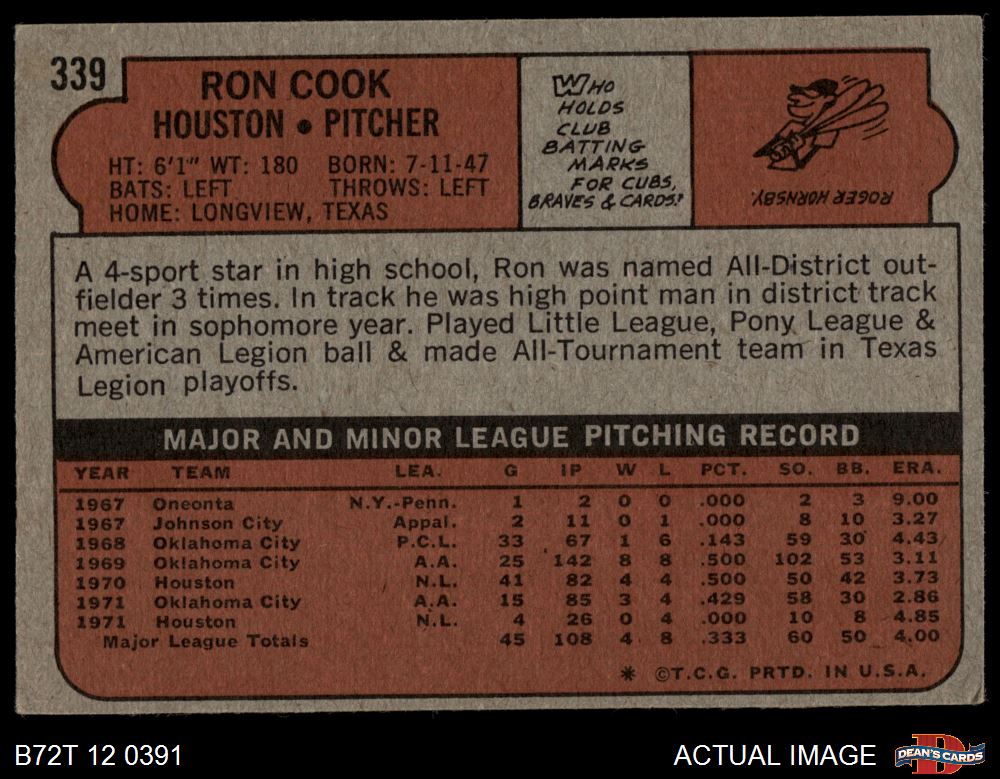 339
RON COOK
HOUSTON • PITCHER
HT: 6'1" WT: 180 BORN: 7-11-47
BATS: LEFT THROWS: LEFT
HOME: LONGVIEW, TEXAS
WHO
HOLDS
CLUB
BATTING
MARKS
FOR CUBS,
BRAVES & CARDS?
ROGER HORNSBY.
A 4-sport star in high school, Ron was named All-District out-
fielder 3 times. In track he was high point man in district track
meet in sophomore year. Played Little League, Pony League &
American Legion ball & made All-Tournament team in Texas
Legion playoffs.
MAJOR AND MINOR LEAGUE PITCHING RECORD
YEAR TEAM LEA. G IP W L PCT. SO. BB. ERA.
1967 Oneonta N.Y.-Penn. 1 2 0 0 .000 2 3 9.00
1967 Johnson City Appal. 2 11 0 1 .000 8 10 3.27
1968 Oklahoma City P.C.L. 33 67 1 6 .143 59 30 4.43
1969 Oklahoma City A.A. 25 142 8 8 .500 102 53 3.11
1970 Houston N.L. 41 82 4 4 .500 50 42 3.73
1971 Oklahoma City A.A. 15 85 3 4 .429 58 30 2.86
1971 Houston N.L. 4 26 0 4 .000 10 8 4.85
Major League Totals 45 108 4 8 .333 60 50 4.00
* ©T.C.G. PRTD. IN U.S.A.
B72T 12 0391 ACTUAL IMAGE DEAN'S CARDS